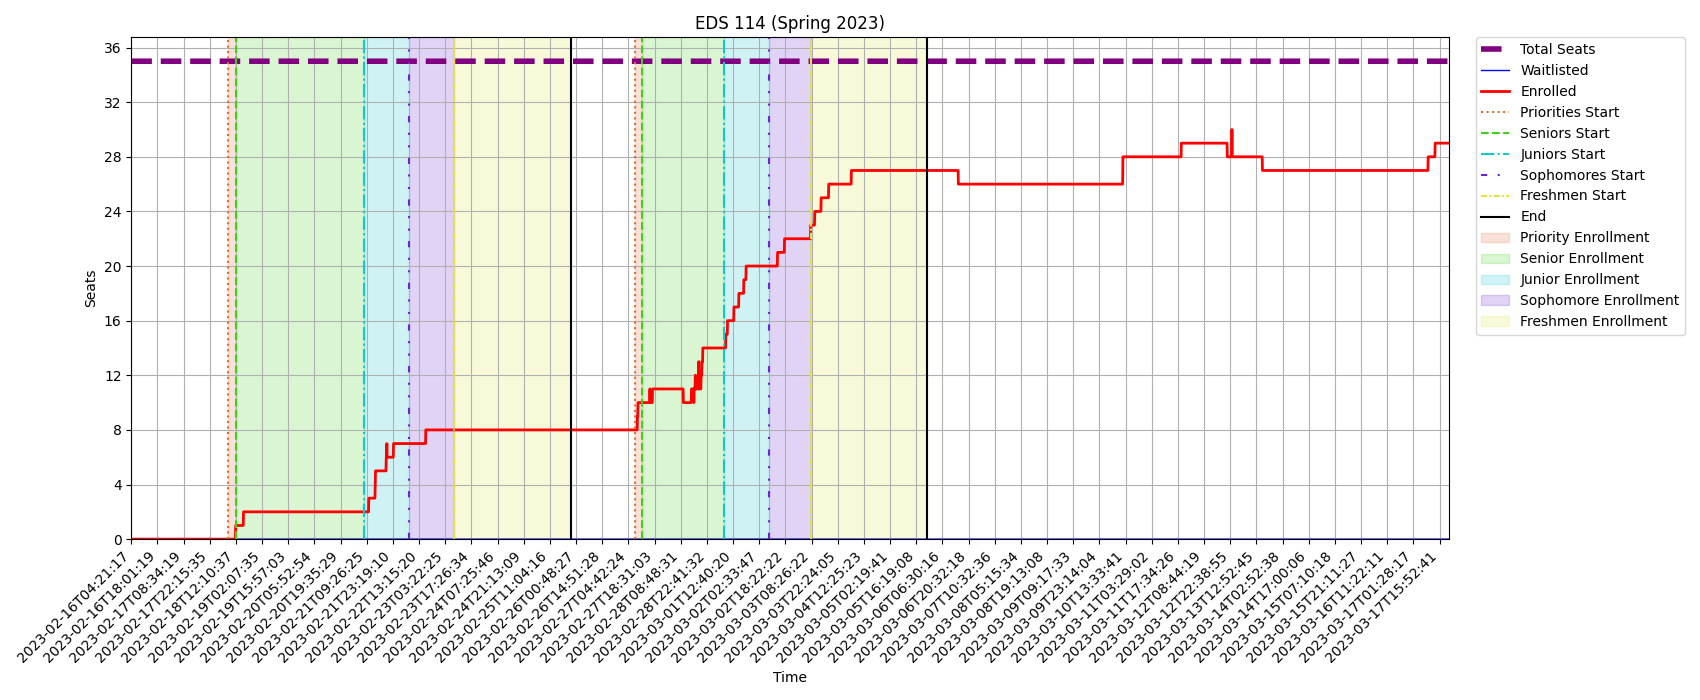 EDS 114 (Spring 2023)
36
32
28
24
20
16
12
8
4
0
Seats
2023-02-16T04:21:17
2023-02-16T18:01:19
2023-02-17T08:34:19
2023-02-17T22:15:35
2023-02-18T12:10:37
2023-02-19T02:07:35
2023-02-19T15:57:03
2023-02-20T05:52:54
2023-02-20T19:35:29
2023-02-21T09:26:25
2023-02-21T23:19:10
2023-02-22T13:15:20
2023-02-23T03:22:25
2023-02-23T17:26:34
2023-02-24T07:25:46
2023-02-24T21:13:09
2023-02-25T11:04:16
2023-02-26T00:48:27
2023-02-26T14:51:28
2023-02-27T04:42:24
2023-02-27T18:31:03
2023-02-28T08:48:31
2023-02-28T22:41:32
2023-03-01T12:40:20
2023-03-02T02:33:47
2023-03-02T18:22:22
2023-03-03T08:26:22
2023-03-03T22:24:05
2023-03-04T12:25:23
2023-03-05T02:19:41
2023-03-05T16:19:08
2023-03-06T06:30:16
2023-03-06T20:32:18
2023-03-07T10:32:36
2023-03-08T05:15:34
2023-03-08T19:13:08
2023-03-09T09:17:33
2023-03-09T23:14:04
2023-03-10T13:33:41
2023-03-11T03:29:02
2023-03-11T17:34:26
2023-03-12T08:44:19
2023-03-12T22:38:55
2023-03-13T12:52:45
2023-03-14T02:52:38
2023-03-14T17:00:06
2023-03-15T07:10:18
2023-03-15T21:11:27
2023-03-16T11:22:11
2023-03-17T01:28:17
2023-03-17T15:52:41
Time
Total Seats
Waitlisted
Enrolled
Priorities Start
Seniors Start
Juniors Start
Sophomores Start
Freshmen Start
End
Priority Enrollment
Senior Enrollment
Junior Enrollment
Sophomore Enrollment
Freshmen Enrollment